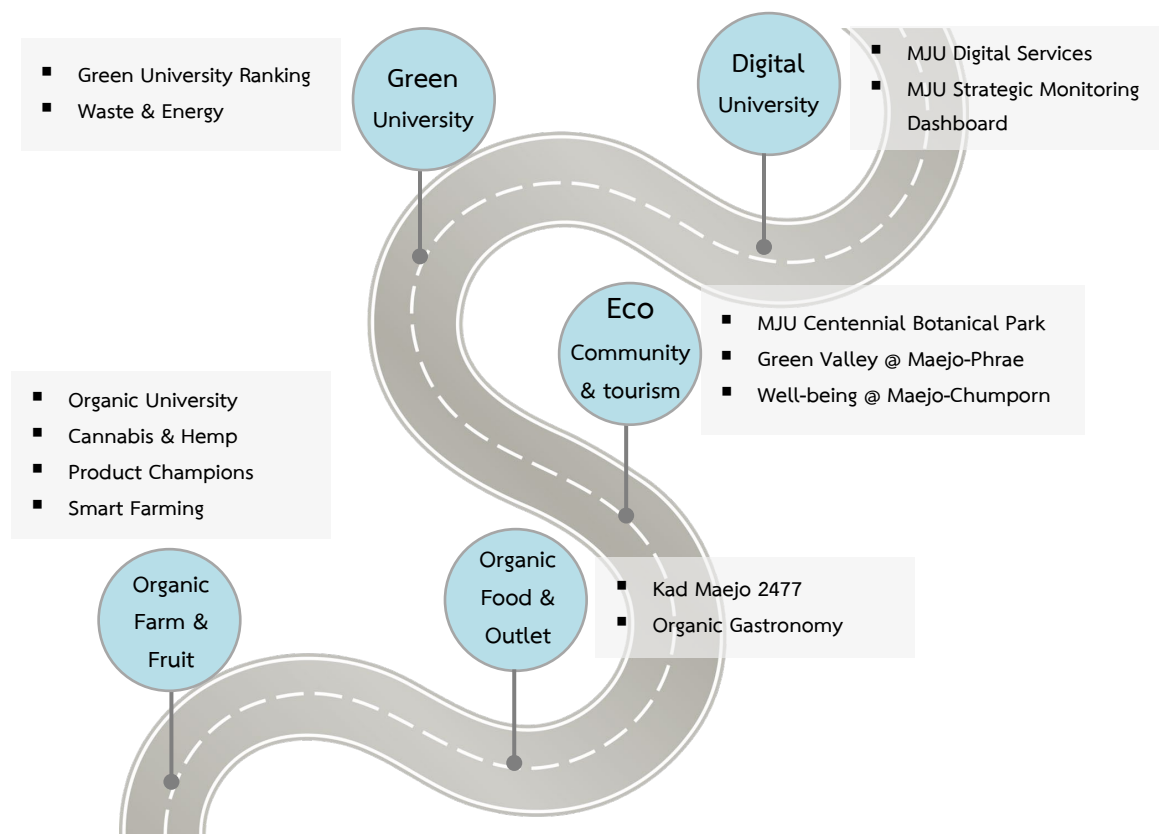 Green
University
Green University Ranking
Waste & Energy
Digital
University
MJU Digital Services
MJU Strategic Monitoring
Dashboard
Eco
Community
& tourism
MJU Centennial Botanical Park
Green Valley @ Maejo-Phrae
Well-being @ Maejo-Chumporn
Organic University
Cannabis & Hemp
Product Champions
Smart Farming
Organic
Farm &
Fruit
Organic
Food &
Outlet
Kad Maejo 2477
Organic Gastronomy